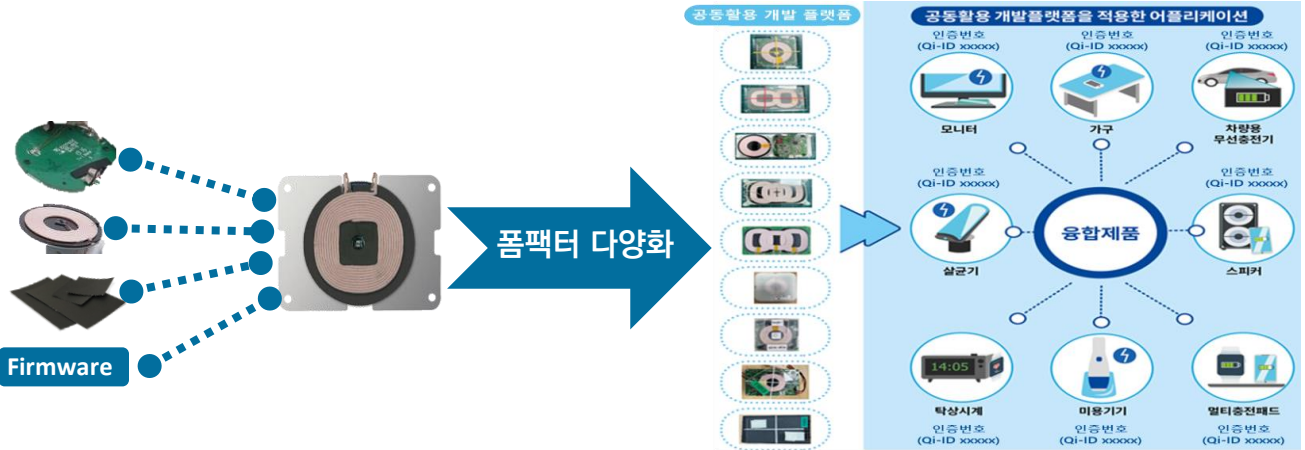 Firmware
폼팩터 다양화
공동활용 개발 플랫폼
공동활용 개발플랫폼을 적용한 어플리케이션
인증번호
(Qi-ID xxxxx)
모니터
인증번호
(Qi-ID xxxxx)
가구
인증번호
(Qi-ID xxxxx)
차량용
무선충전기
인증번호
(Qi-ID xxxxx)
살균기
융합제품
인증번호
(Qi-ID xxxxx)
스피커
14:05
탁상시계
인증번호
(Qi-ID xxxxx)
미용기기
인증번호
(Qi-ID xxxxx)
멀티충전패드
인증번호
(Qi-ID xxxxx)